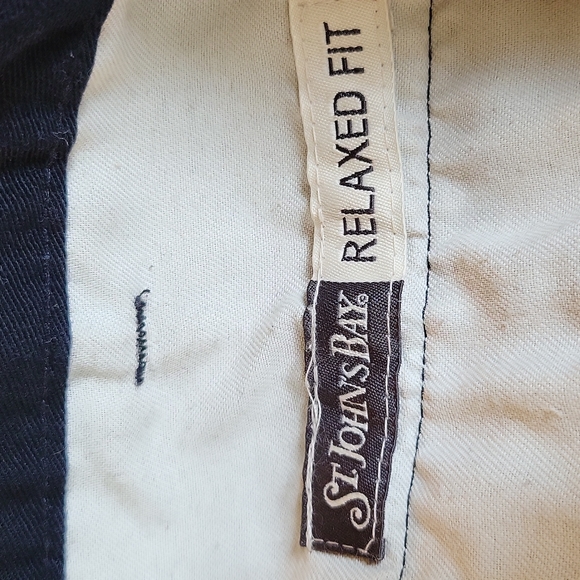 ST. JOHN'S BAY®
RELAXED FIT